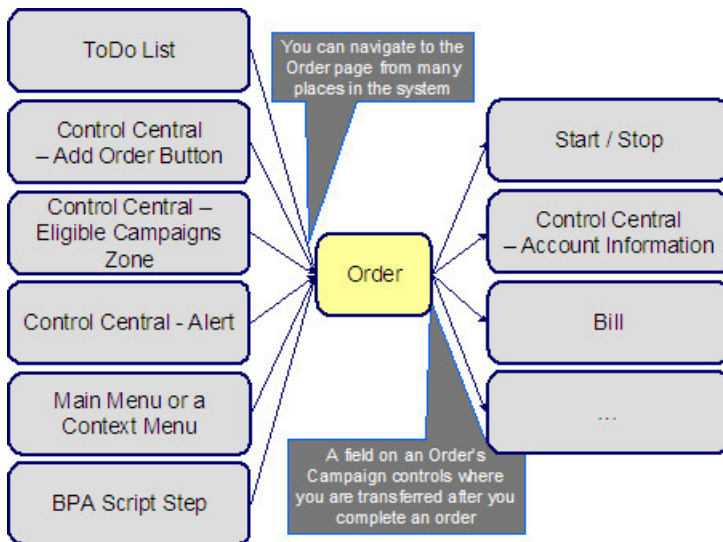 ToDo List
Control Central
– Add Order Button
Control Central –
Eligible Campaigns
Zone
Control Central - Alert
Main Menu or a
Context Menu
BPA Script Step
You can navigate to the
Order page from many
places in the system
Order
A field on an Order's
Campaign controls where
you are transferred after you
complete an order
Start / Stop
Control Central
– Account Information
Bill
...